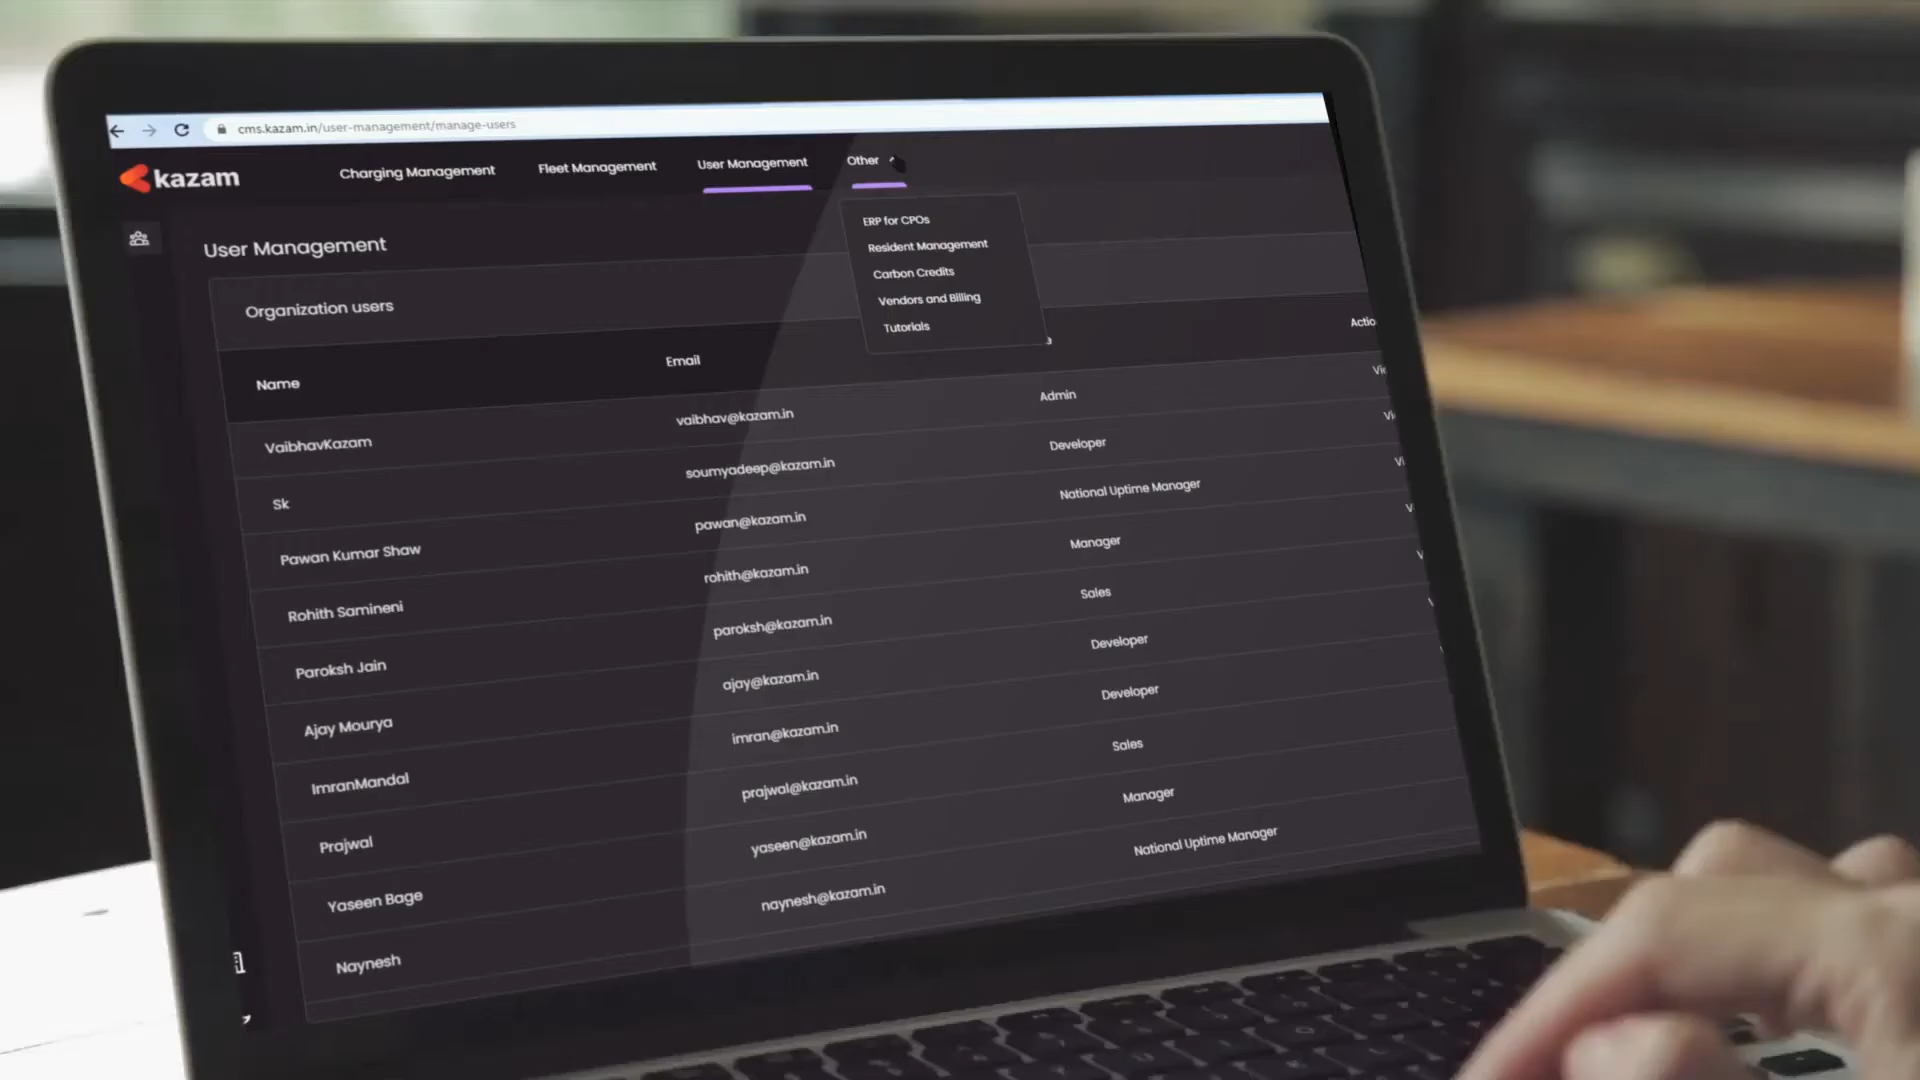 cms.kazam.in/user-management/manage-users
kazam
Charging Management
Fleet Management
User Management
Other
ERP for CPOs
Resident Management
Carbon Credits
Vendors and Billing
Tutorials
User Management
Organization users
Name Email
VaibhavKazam vaibhav@kazam.in Admin
Sk soumyadeep@kazam.in Developer
Pawan Kumar Shaw pawan@kazam.in National Uptime Manager
Rohith Samineni rohith@kazam.in Manager
Paroksh Jain paroksh@kazam.in Sales
Ajay Mourya ajay@kazam.in Developer
ImranMandal imran@kazam.in Developer
Prajwal prajwal@kazam.in Sales
Yaseen Bage yaseen@kazam.in Manager
Naynesh naynesh@kazam.in National Uptime Manager